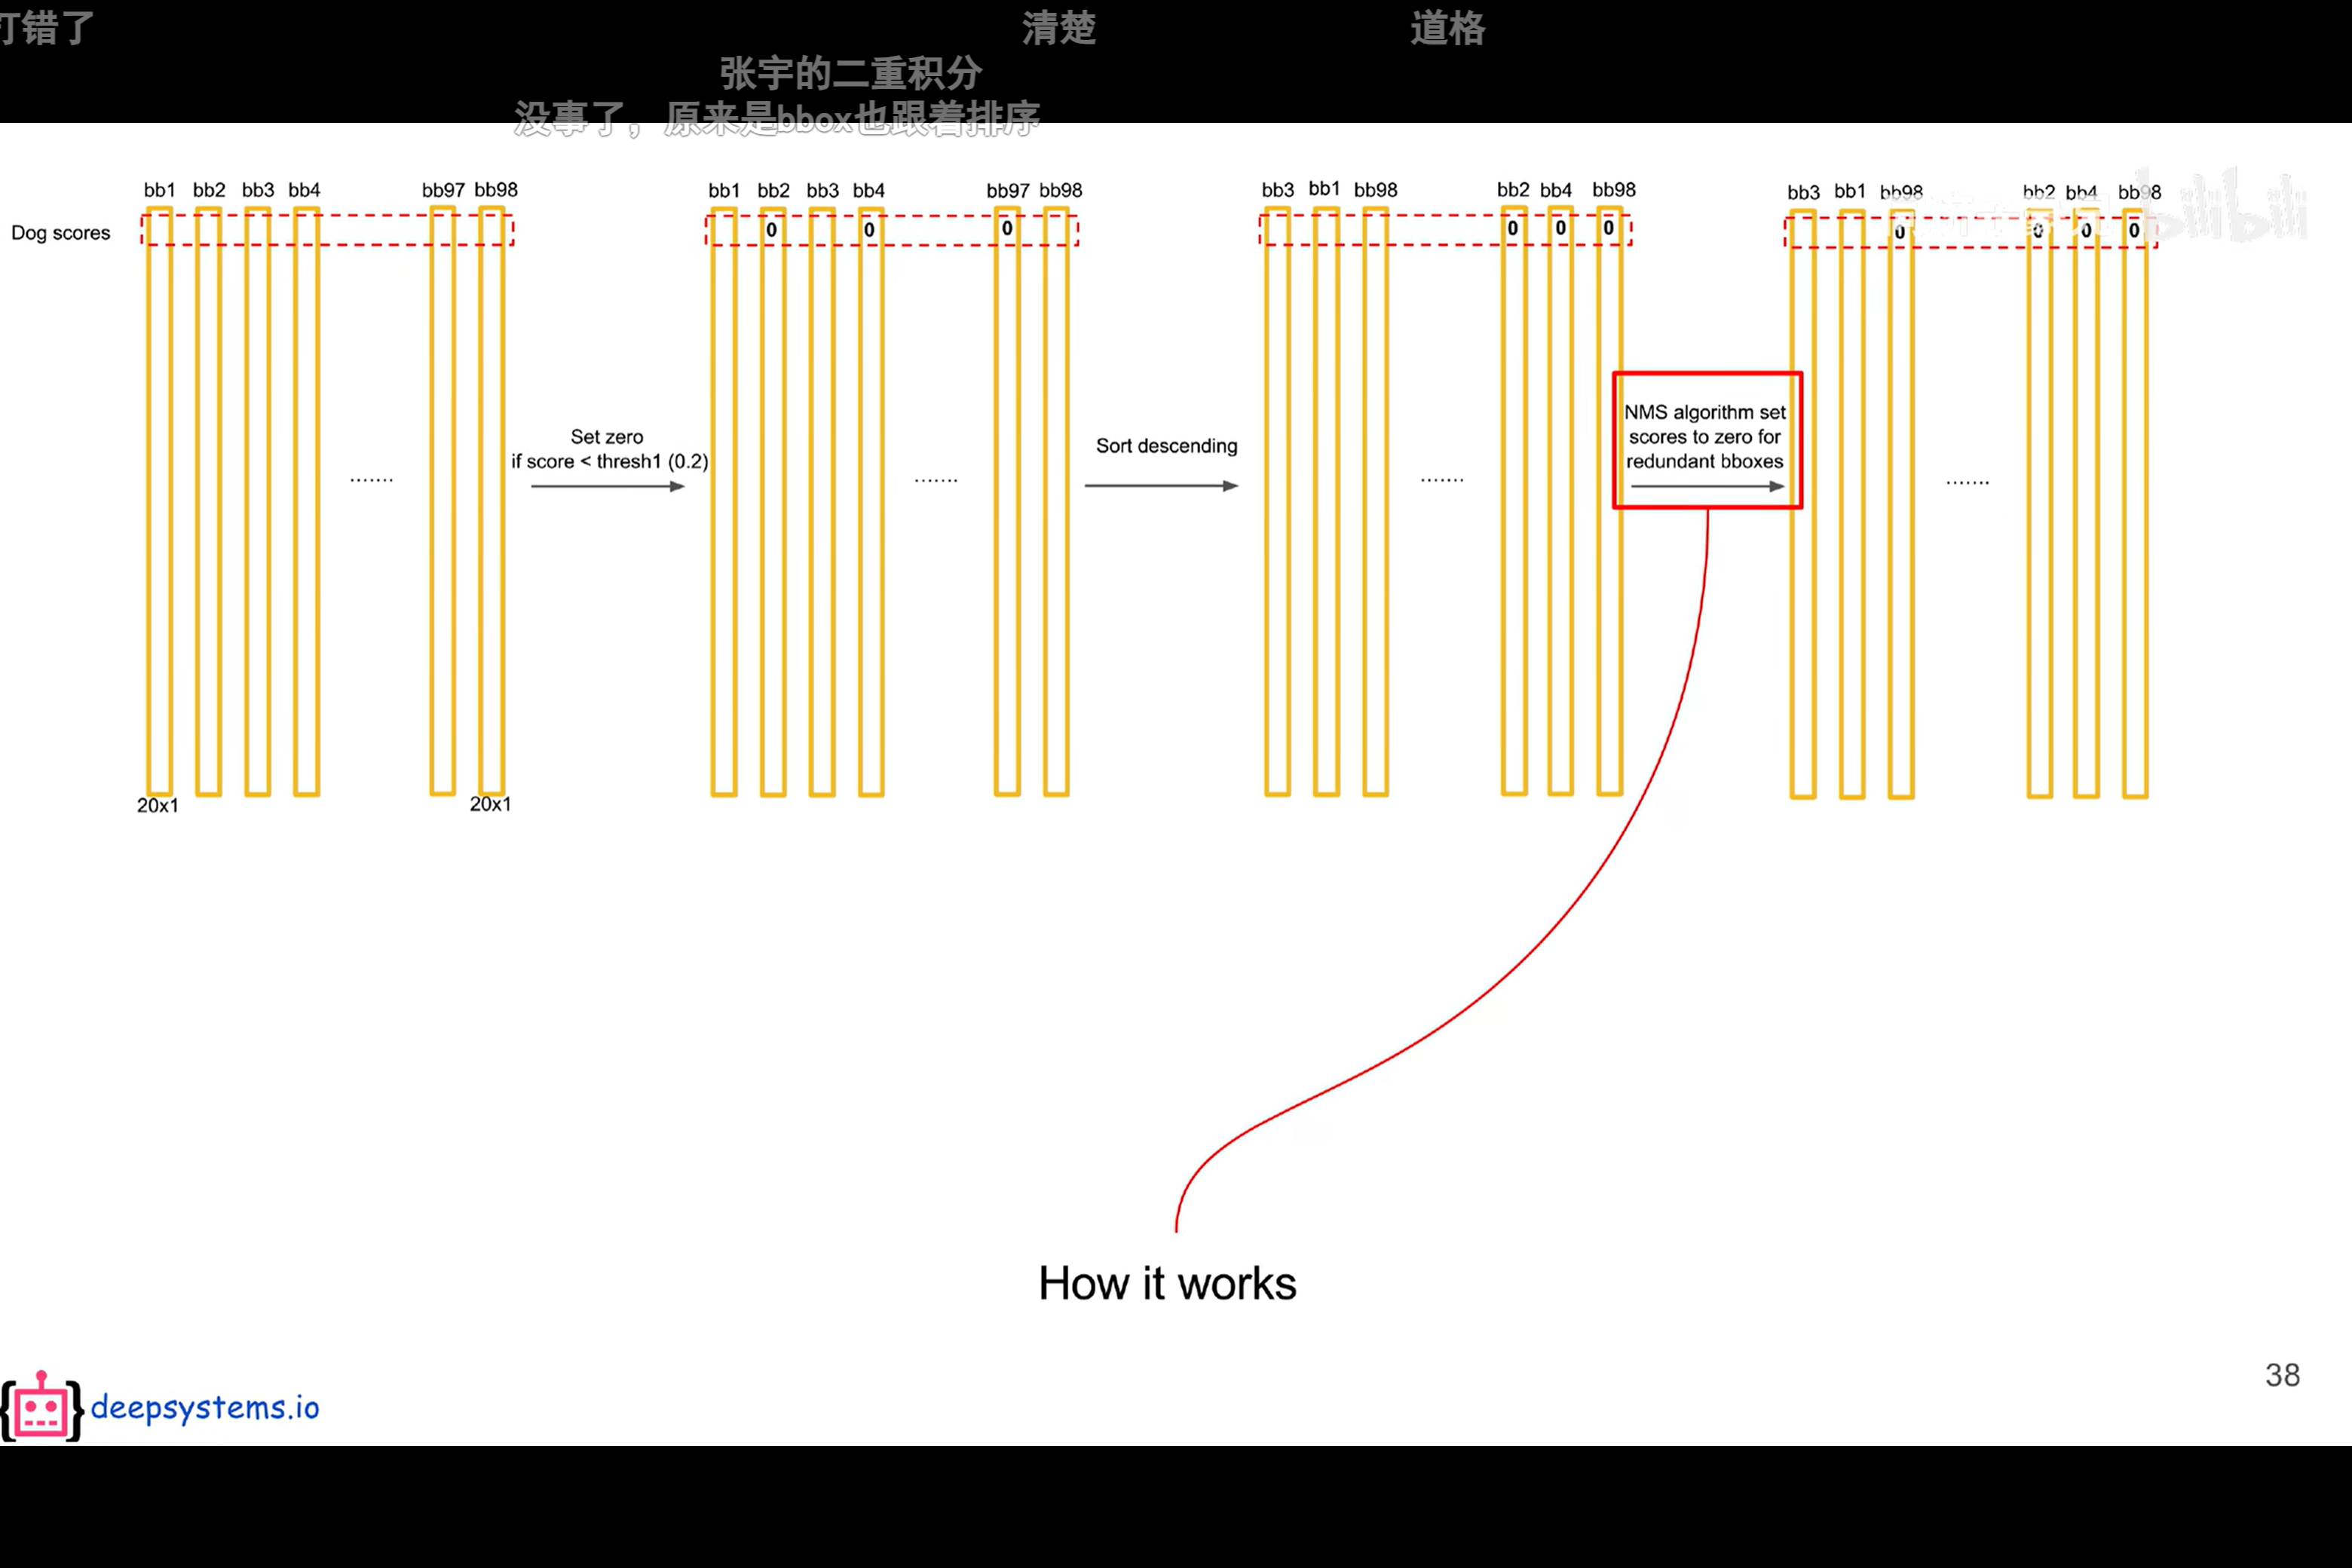 打错了
清楚
道格
张宇的二重积分
没事了，原来是bbox也跟着排序
bb1 bb2 bb3 bb4 bb97 bb98
bb1 bb2 bb3 bb4 bb97 bb98
bb3 bb1 bb98 bb2 bb4 bb98
bb3 bb1 bb98 bb2 bb4 bb98
bilibili
Dog scores
0 0 0
0 0 0
0 0 0 0
Set zero
if score < thresh1 (0.2)
.......
.......
Sort descending
.......
NMS algorithm set
scores to zero for
redundant bboxes
.......
20x1
20x1
How it works
38
{ } deepsystems.io